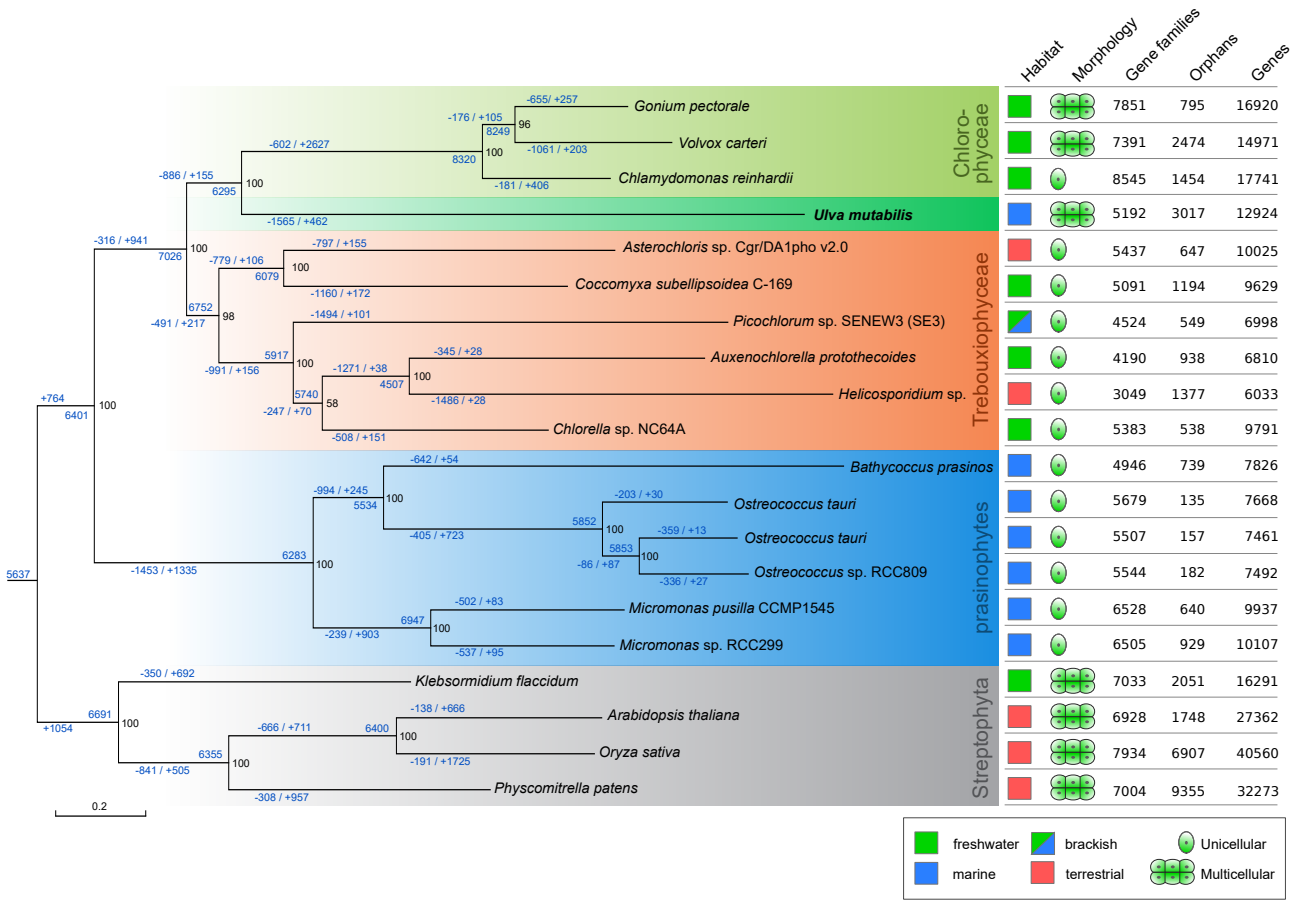 Habitat
Morphology
Gene families
Orphans
Genes
-655/ +257
Gonium pectorale
7851 795 16920
-176 / +105
8249
96
-1061 / +203
Volvox carteri
7391 2474 14971
-602 / +2627
8320
100
-181 / +406
Chlamydomonas reinhardii
8545 1454 17741
Chloro-
phyceae
-886 / +155
6295
100
-1565 / +462
Ulva mutabilis
5192 3017 12924
-316 / +941
7026
100
-797 / +155
Asterochloris sp. Cgr/DA1pho v2.0
5437 647 10025
-779 / +106
6079
100
-1160 / +172
Coccomyxa subellipsoidea C-169
5091 1194 9629
6752
-491 / +217
98
-1494 / +101
Picochlorum sp. SENEW3 (SE3)
4524 549 6998
5917
-991 / +156
100
-345 / +28
Auxenochlorella protothecoides
4190 938 6810
-1271 / +38
4507
100
-1486 / +28
Helicosporidium sp.
3049 1377 6033
5740
-247 / +70
58
-508 / +151
Chlorella sp. NC64A
5383 538 9791
Trebouxiophyceae
+764
6401
100
-642 / +54
Bathycoccus prasinos
4946 739 7826
-994 / +245
5534
100
-203 / +30
Ostreococcus tauri
5679 135 7668
5852
-405 / +723
100
-359 / +13
Ostreococcus tauri
5507 157 7461
5853
-86 / +87
100
-336 / +27
Ostreococcus sp. RCC809
5544 182 7492
6283
-1453 / +1335
100
5637
-502 / +83
Micromonas pusilla CCMP1545
6528 640 9937
6947
-239 / +903
100
-537 / +95
Micromonas sp. RCC299
6505 929 10107
prasinophytes
-350 / +692
Klebsormidium flaccidum
7033 2051 16291
6691
+1054
100
-138 / +666
Arabidopsis thaliana
6928 1748 27362
-666 / +711
6400
100
-191 / +1725
Oryza sativa
7934 6907 40560
6355
-841 / +505
100
-308 / +957
Physcomitrella patens
7004 9355 32273
Streptophyta
0.2
freshwater
brackish
Unicellular
marine
terrestrial
Multicellular